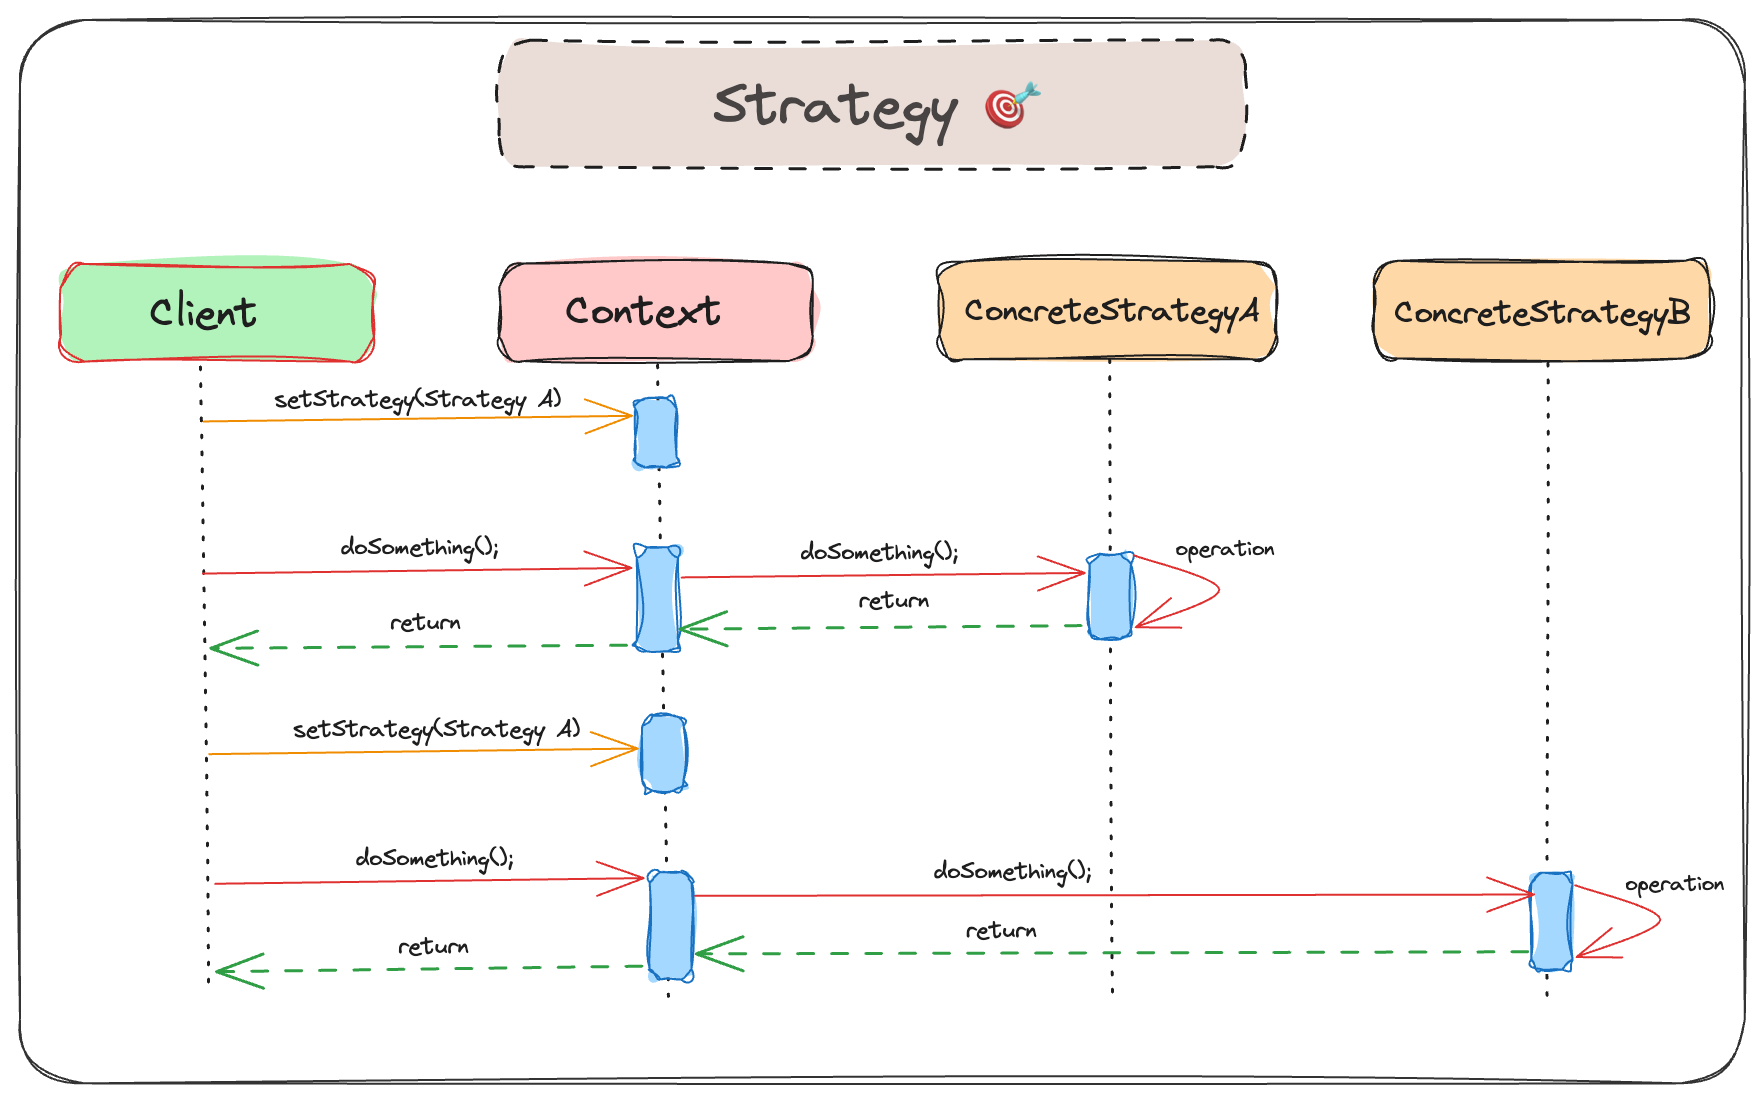 Strategy 🎯
Client
Context
ConcreteStrategyA
ConcreteStrategyB
setStrategy(Strategy A)
doSomething();
doSomething();
operation
return
return
setStrategy(Strategy A)
doSomething();
doSomething();
operation
return
return